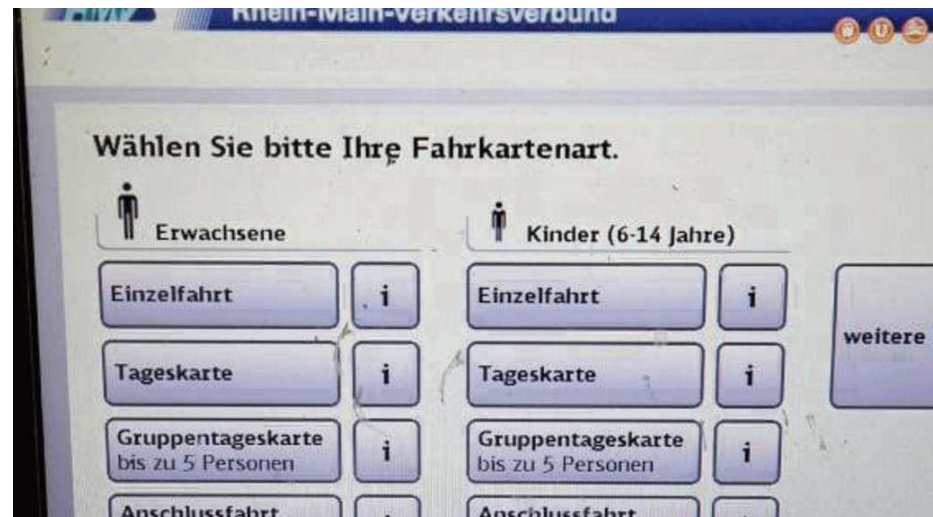 RMV Rhein-Main-Verkehrsverbund
Wählen Sie bitte Ihre Fahrkartenart.
Erwachsene
Kinder (6-14 Jahre)
Einzelfahrt i
Einzelfahrt i
weitere
Tageskarte i
Tageskarte i
Gruppentageskarte
bis zu 5 Personen i
Gruppentageskarte
bis zu 5 Personen i
Anschlussfahrt
Anschlussfahrt